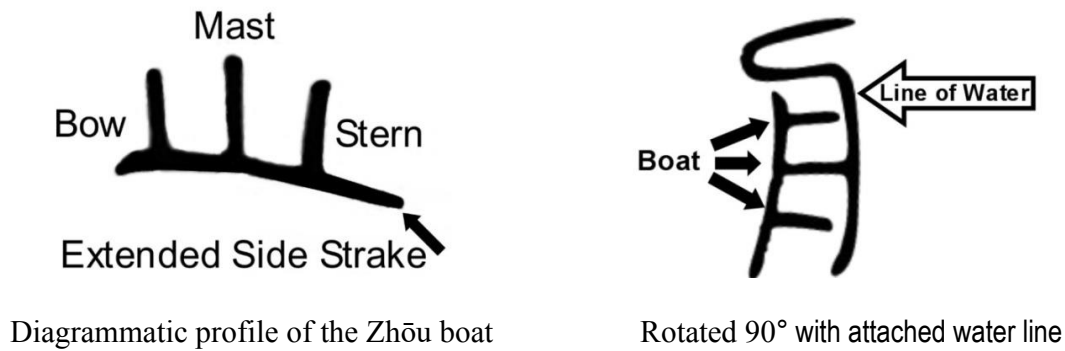 Mast
Bow
Stern
Extended Side Strake
Line of Water
Boat
Diagrammatic profile of the Zhōu boat
Rotated 90° with attached water line